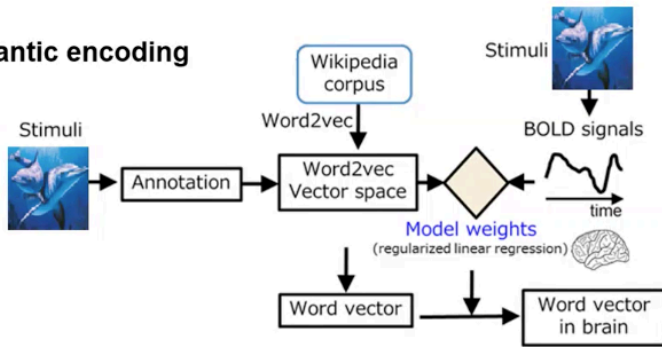 antic encoding
Stimuli
Wikipedia
corpus
Word2vec
Stimuli
BOLD signals
Annotation
Word2vec
Vector space
time
Model weights
(regularized linear regression)
Word vector
Word vector
in brain